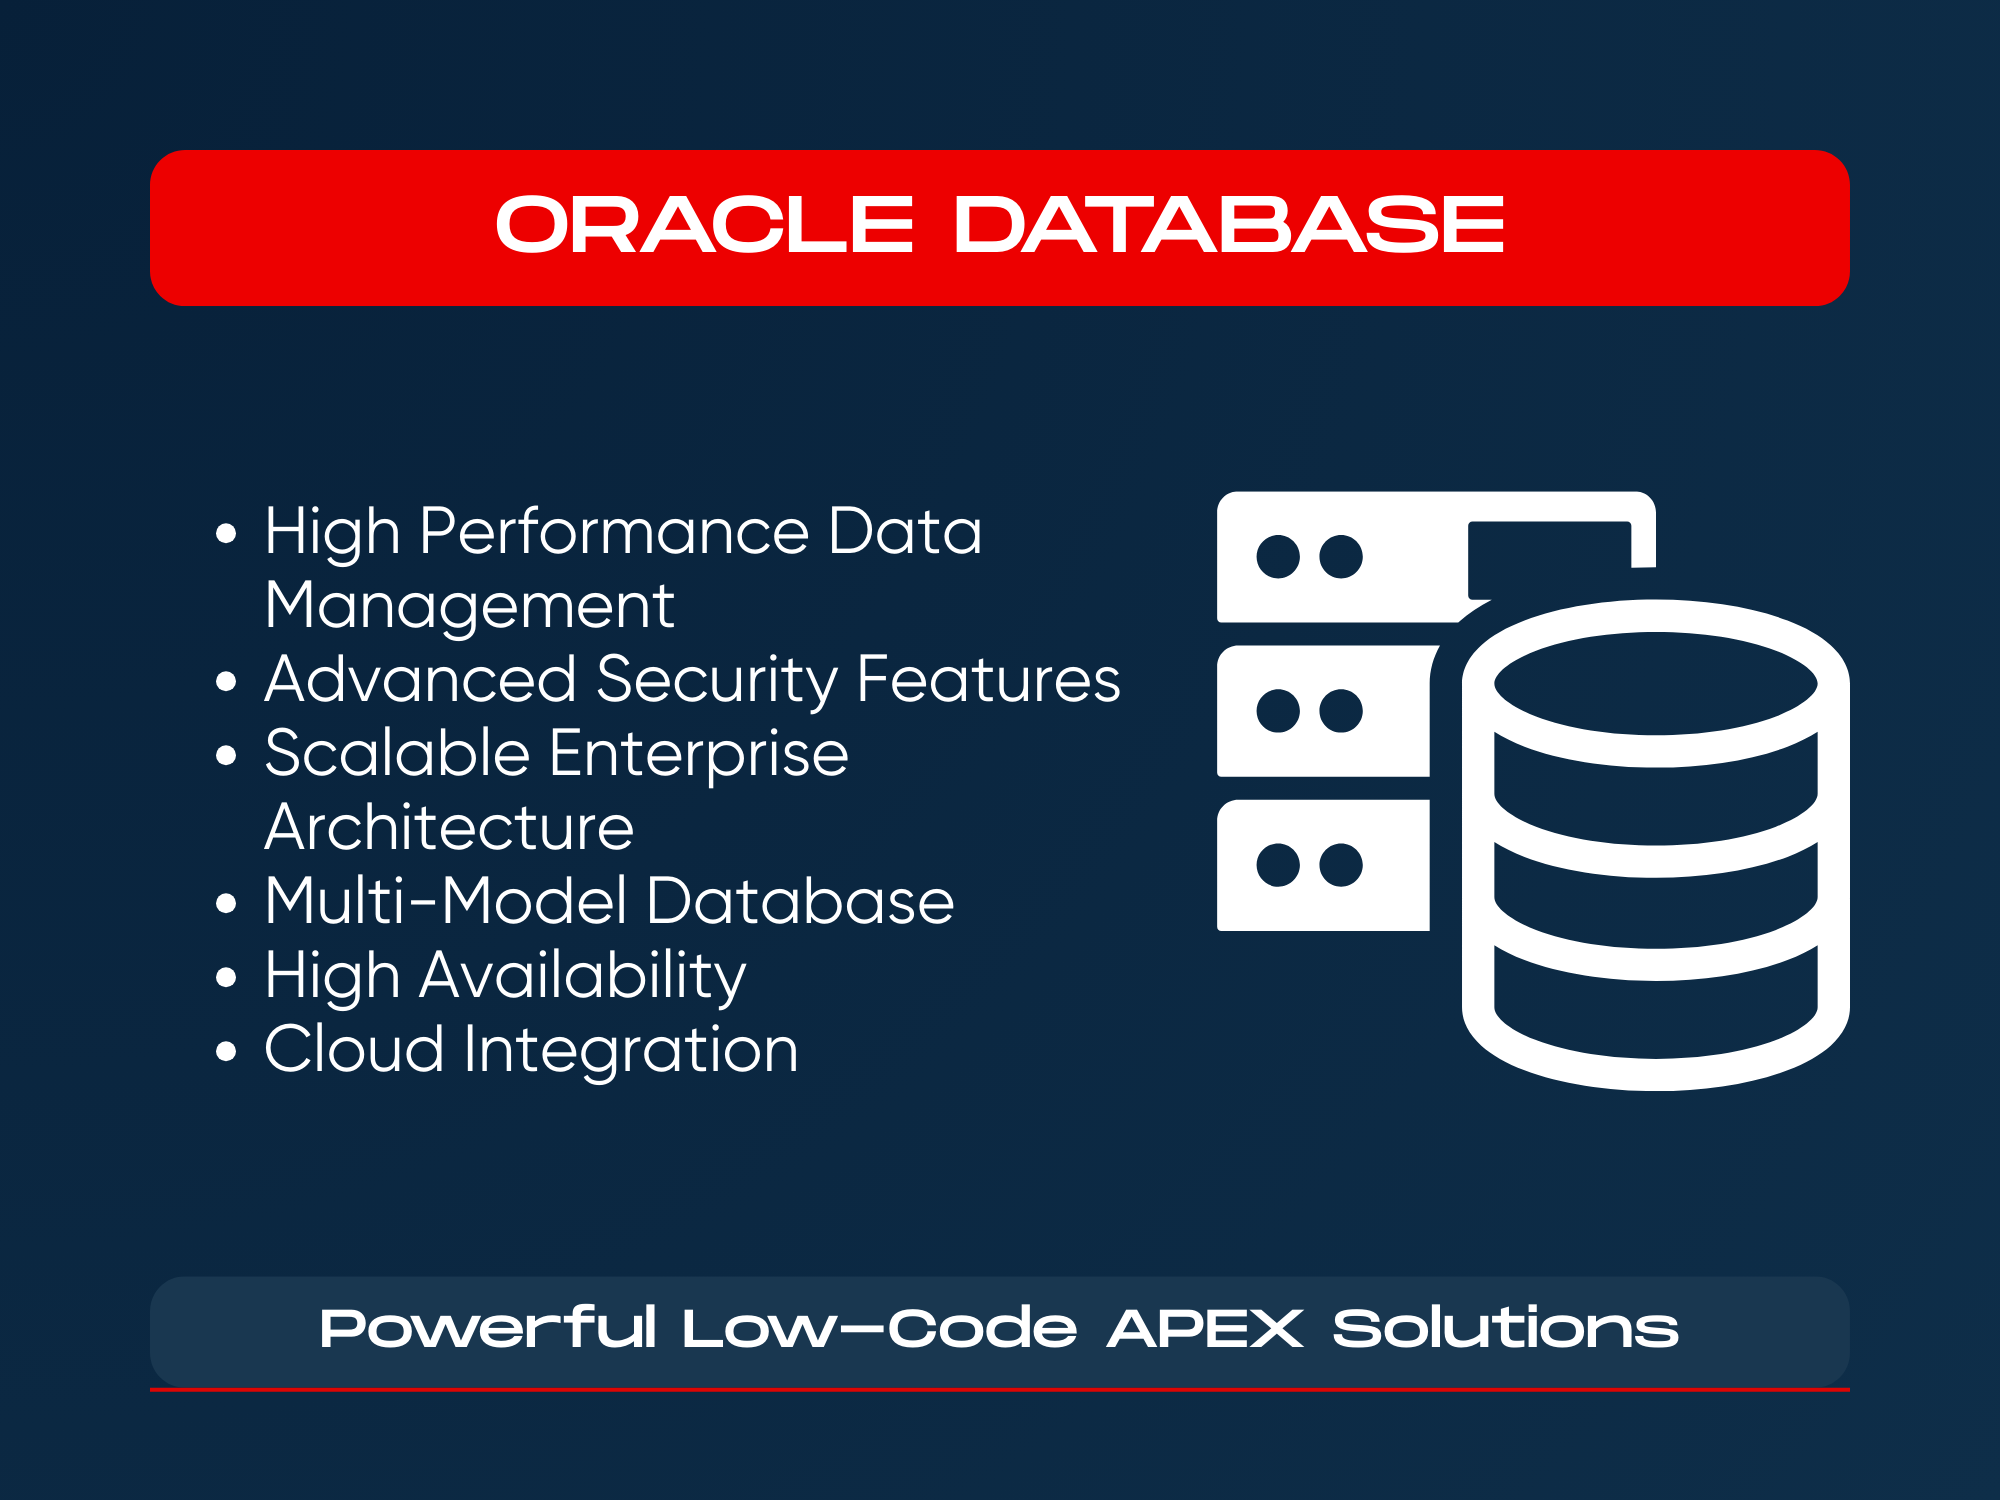 ORACLE DATABASE
• High Performance Data
Management
• Advanced Security Features
• Scalable Enterprise
Architecture
• Multi-Model Database
• High Availability
• Cloud Integration
Powerful Low-Code APEX Solutions